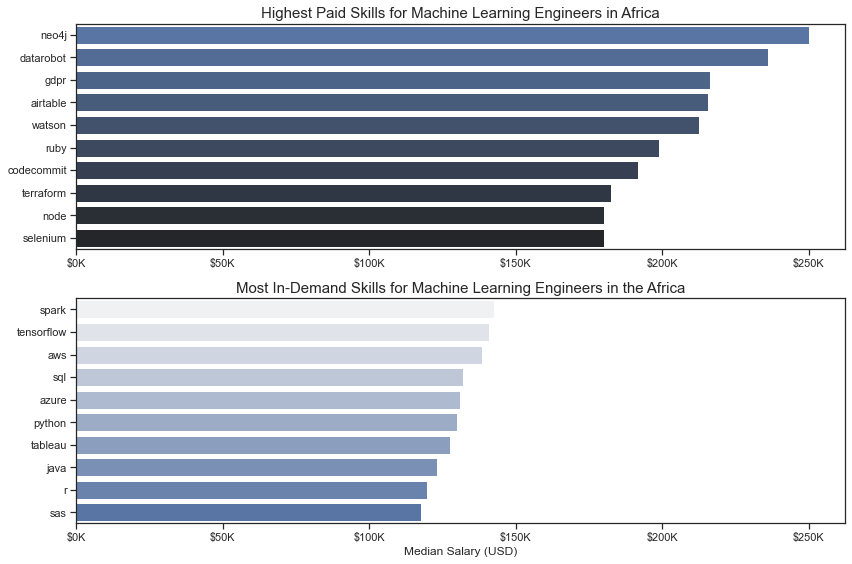 Highest Paid Skills for Machine Learning Engineers in Africa
neo4j
datarobot
gdpr
airtable
watson
ruby
codecommit
terraform
node
selenium
$0K $50K $100K $150K $200K $250K
Most In-Demand Skills for Machine Learning Engineers in the Africa
spark
tensorflow
aws
sql
azure
python
tableau
java
r
sas
$0K $50K $100K $150K $200K $250K
Median Salary (USD)